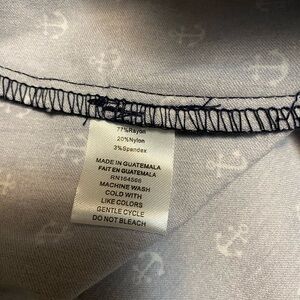 77%Rayon
20%Nylon
3%Spandex
MADE IN GUATEMALA
FAIT EN GUATEMALA
RN164566
MACHINE WASH
COLD WITH
LIKE COLORS
GENTLE CYCLE
DO NOT BLEACH